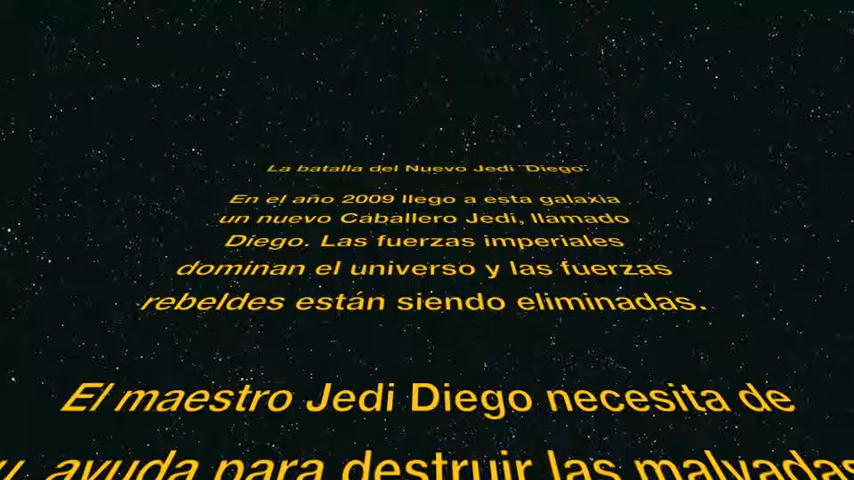 La batalla del Nuevo Jedi "Diego"
En el año 2009 llego a esta galaxia
un nuevo Caballero Jedi, llamado
Diego. Las fuerzas imperiales
dominan el universo y las fuerzas
rebeldes están siendo eliminadas.
El maestro Jedi Diego necesita de
ayuda para destruir las malvadas